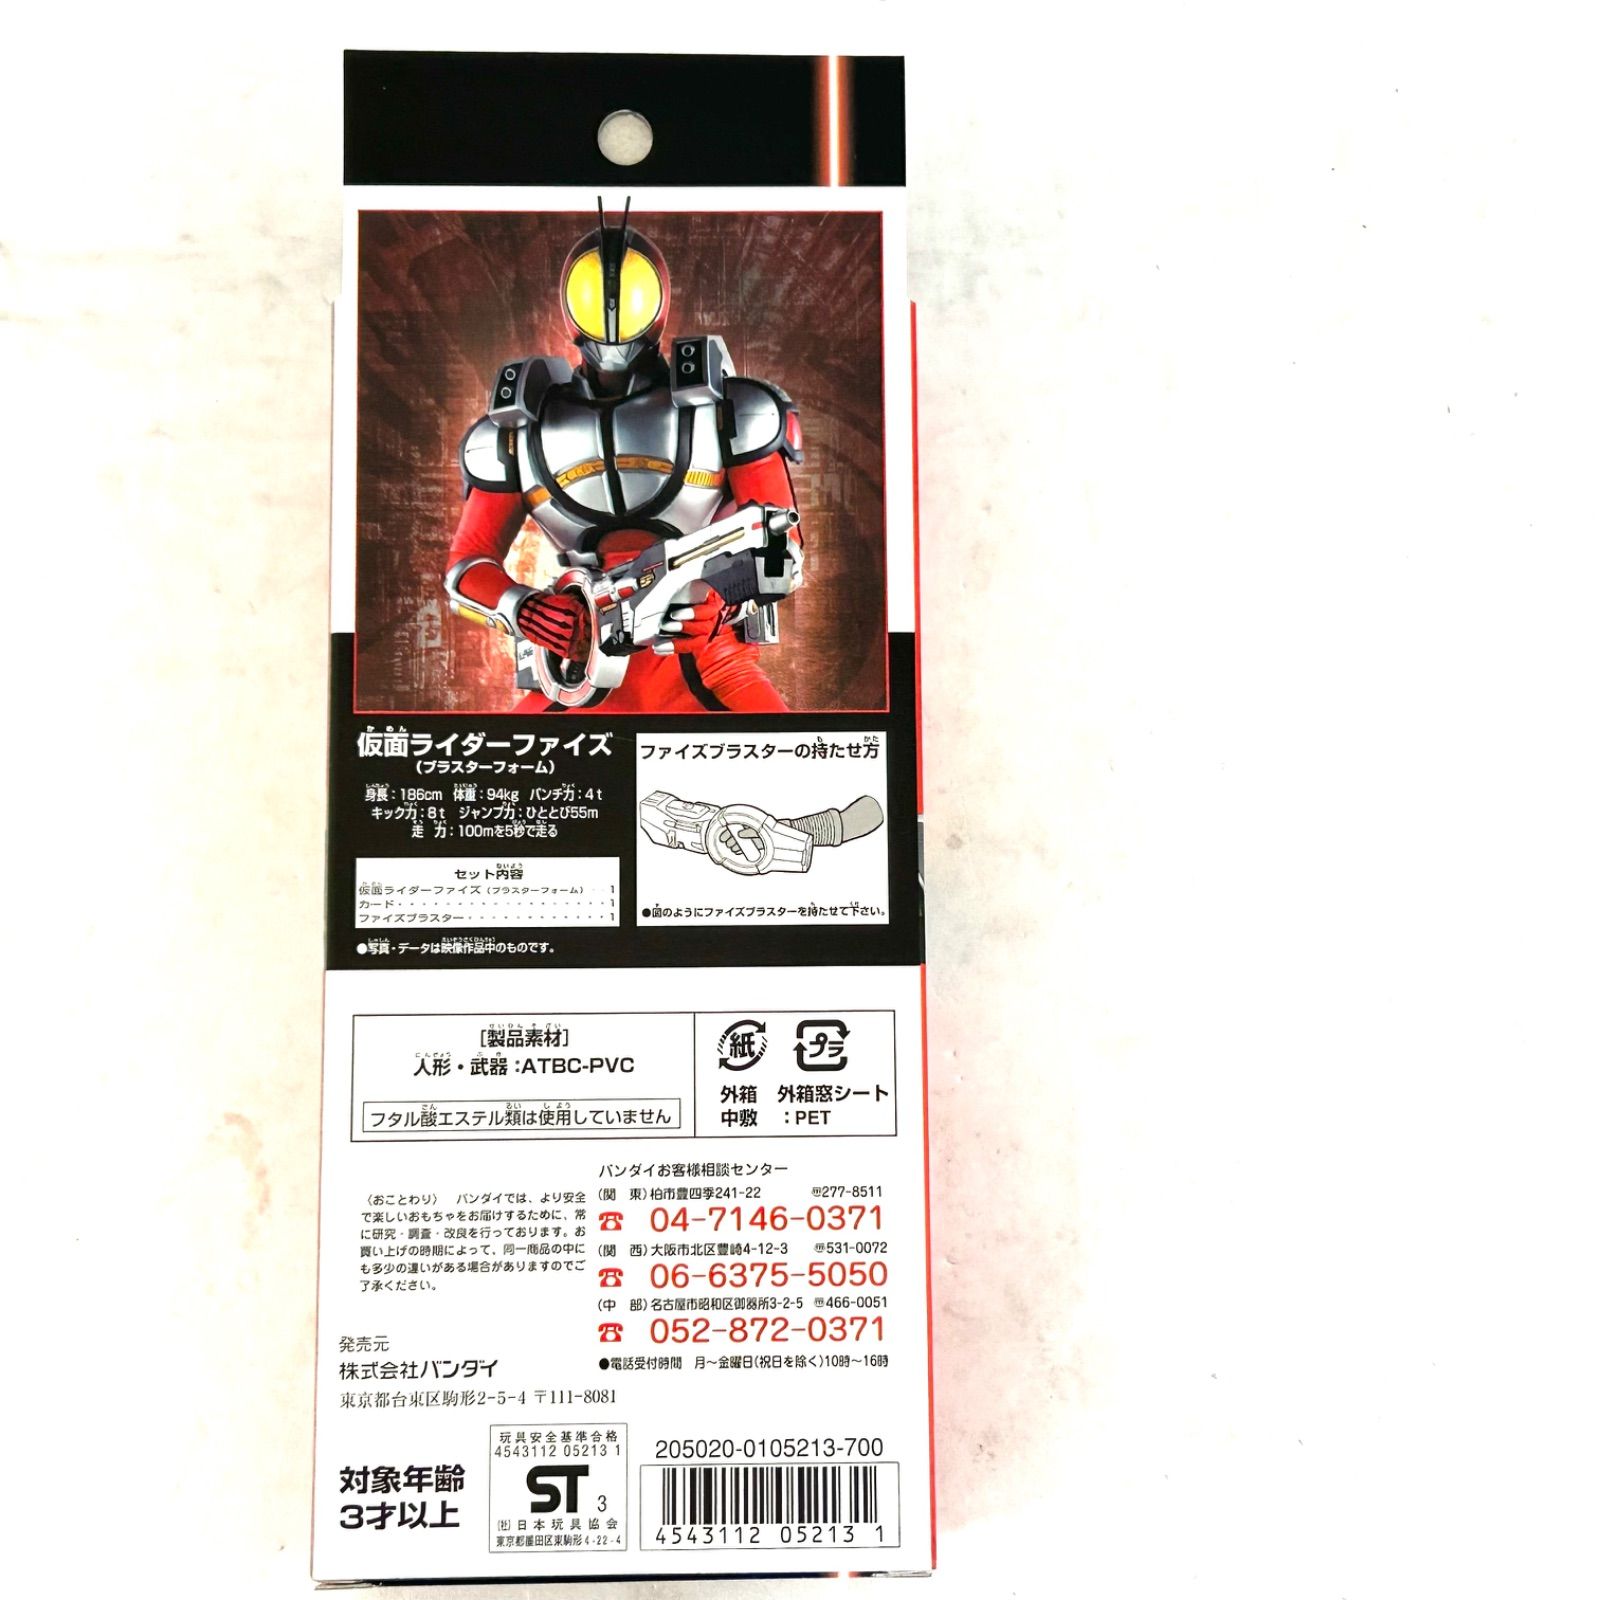 仮面ライダーファイズ
（ブラスターフォーム）
身長：186cm 体重：94kg パンチ力：4t
キック力：8t ジャンプ力：ひととび55m
走力：100mを5秒で走る
セット内容
仮面ライダーファイズ（ブラスターフォーム）‥1
カード・・・・・・・・・・・・・・・・・・1
ファイズブラスター・・・・・・・・・・・・1
●写真・データは映像作品中のものです。
ファイズブラスターの持たせ方
●図のようにファイズブラスターを持たせて下さい。
[製品素材]
人形・武器：ATBC-PVC
フタル酸エステル類は使用していません
紙
プラ
外箱 外箱窓シート
中敷 ：PET
〈おことわり〉 バンダイでは、より安全
で楽しいおもちゃをお届けするために、常
に研究・調査・改良を行っております。お
買い上げの時期によって、同一商品の中に
も多少の違いがある場合がありますのでご
了承ください。
バンダイお客様相談センター
（関 東）柏市豊四季241-22 〠277-8511
☎ 04-7146-0371
（関 西）大阪市北区豊崎4-12-3 〠531-0072
☎ 06-6375-5050
（中 部）名古屋市昭和区御器所3-2-5 〠466-0051
☎ 052-872-0371
●電話受付時間 月〜金曜日（祝日を除く）10時〜16時
発売元
株式会社バンダイ
東京都台東区駒形2-5-4 〒111-8081
対象年齢
3才以上
玩具安全基準合格
4543112 05213 1
ST 3
(社)日本玩具協会
東京都墨田区東駒形4-22-4
205020-0105213-700
4543112 05213 1